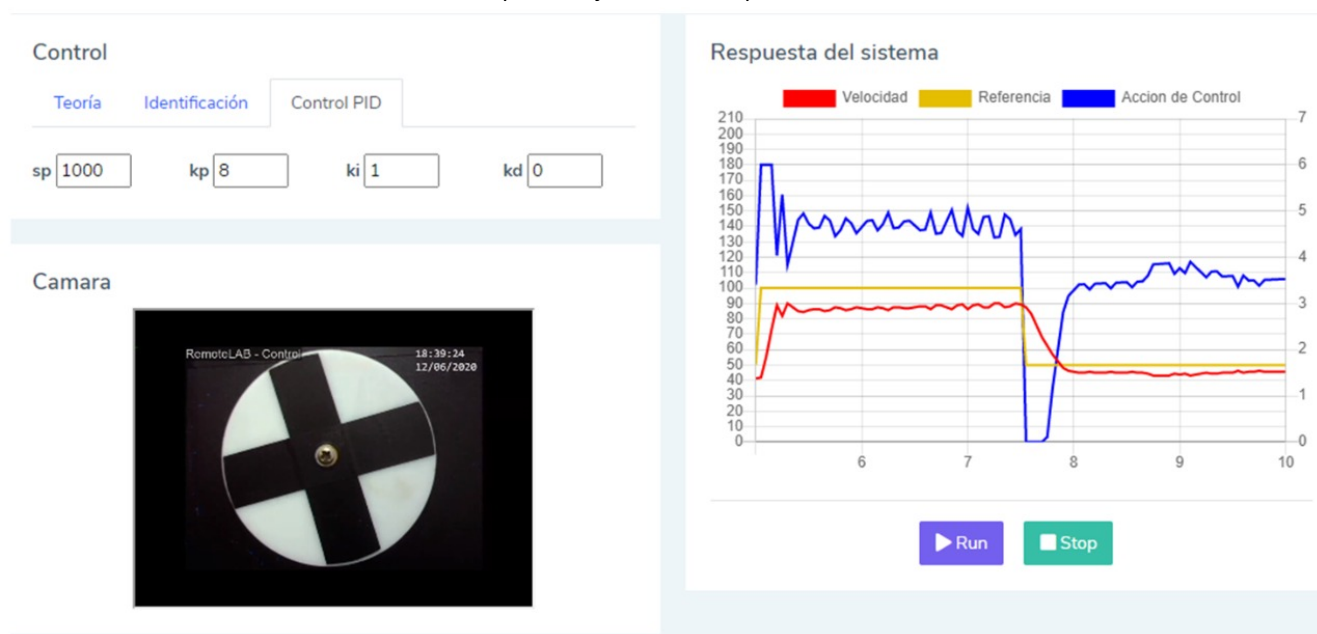 Control
Teoría Identificación Control PID
sp 1000 kp 8 ki 1 kd 0
Camara
RemoteLAB - Control 18:39:24
12/06/2020
Respuesta del sistema
Velocidad Referencia Accion de Control
210 7
200
190
180 6
170
160
150 5
140
130
120 4
110
100
90 3
80
70
60 2
50
40
30 1
20
10
0 0
6 7 8 9 10
Run Stop